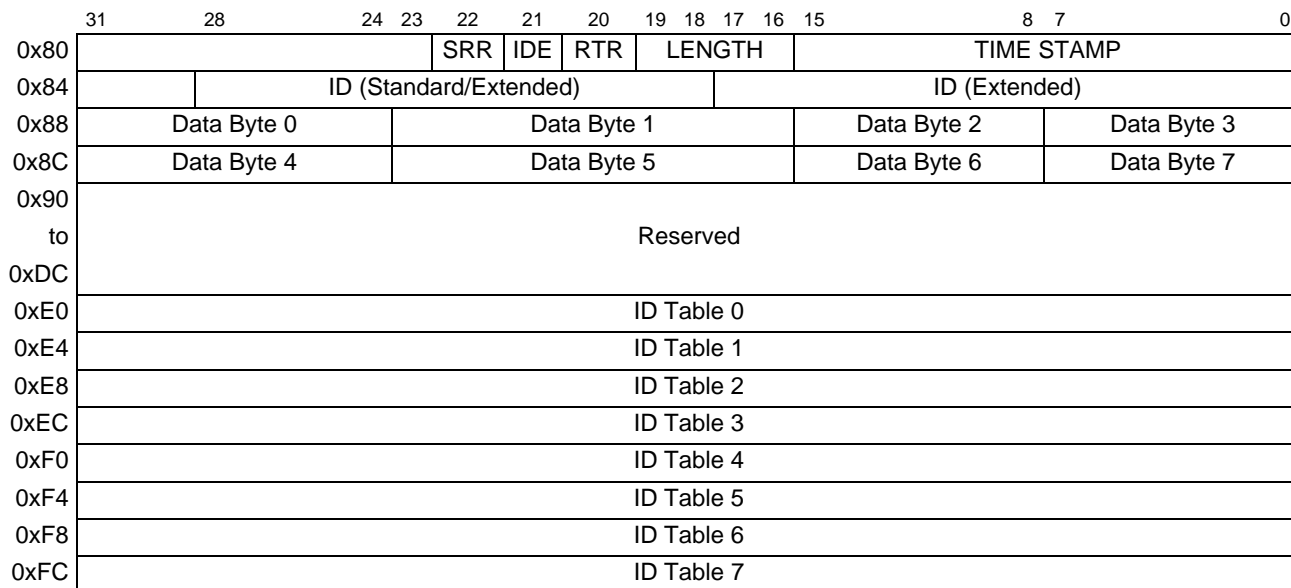 31 28 24 23 22 21 20 19 18 17 16 15 8 7 0
0x80 SRR IDE RTR LENGTH TIME STAMP
0x84 ID (Standard/Extended) ID (Extended)
0x88 Data Byte 0 Data Byte 1 Data Byte 2 Data Byte 3
0x8C Data Byte 4 Data Byte 5 Data Byte 6 Data Byte 7
0x90
to Reserved
0xDC
0xE0 ID Table 0
0xE4 ID Table 1
0xE8 ID Table 2
0xEC ID Table 3
0xF0 ID Table 4
0xF4 ID Table 5
0xF8 ID Table 6
0xFC ID Table 7